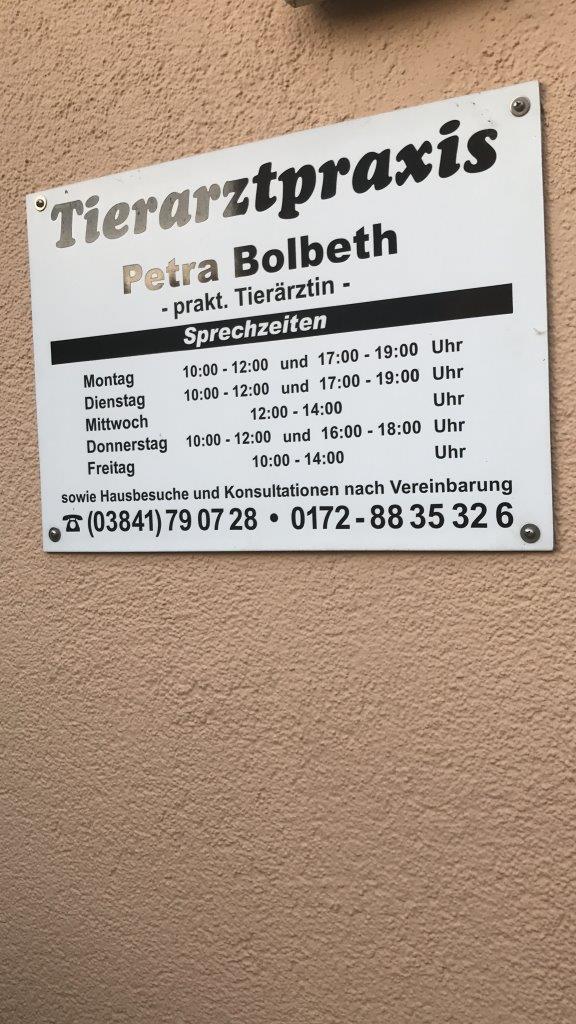 Tierarztpraxis
Petra Bolbeth
- prakt. Tierärztin -
Sprechzeiten
Montag 10:00 - 12:00 und 17:00 - 19:00 Uhr
Dienstag 10:00 - 12:00 und 17:00 - 19:00 Uhr
Mittwoch 12:00 - 14:00 Uhr
Donnerstag 10:00 - 12:00 und 16:00 - 18:00 Uhr
Freitag 10:00 - 14:00 Uhr
sowie Hausbesuche und Konsultationen nach Vereinbarung
☎ (03841) 79 07 28 • 0172 - 88 35 32 6